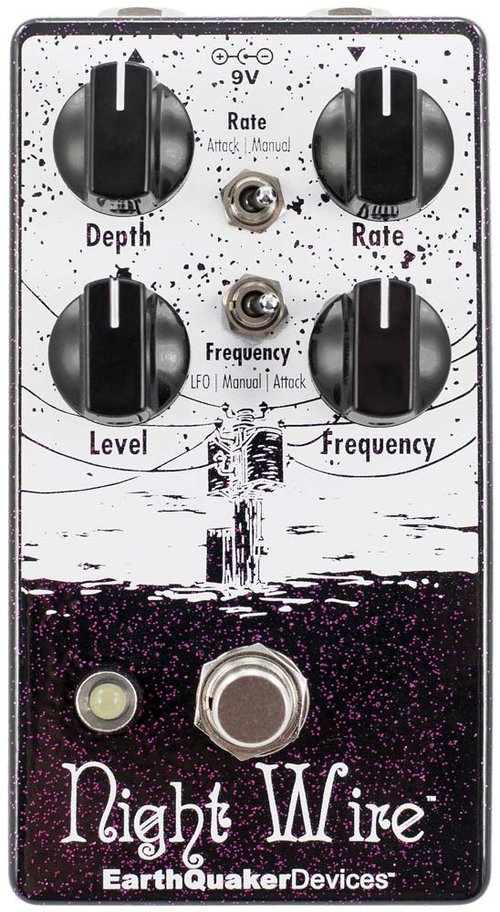 9V
Rate
Attack | Manual
Depth
Rate
Frequency
LFO | Manual | Attack
Level
Frequency
Night Wire™
EarthQuakerDevices™